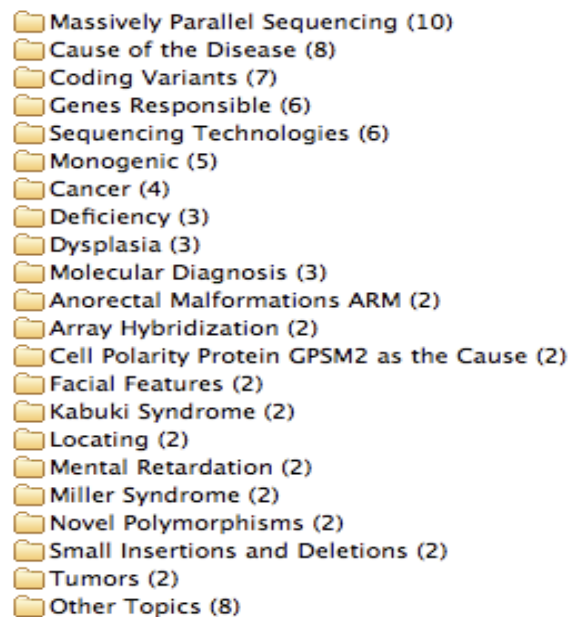 Massively Parallel Sequencing (10)
Cause of the Disease (8)
Coding Variants (7)
Genes Responsible (6)
Sequencing Technologies (6)
Monogenic (5)
Cancer (4)
Deficiency (3)
Dysplasia (3)
Molecular Diagnosis (3)
Anorectal Malformations ARM (2)
Array Hybridization (2)
Cell Polarity Protein GPSM2 as the Cause (2)
Facial Features (2)
Kabuki Syndrome (2)
Locating (2)
Mental Retardation (2)
Miller Syndrome (2)
Novel Polymorphisms (2)
Small Insertions and Deletions (2)
Tumors (2)
Other Topics (8)